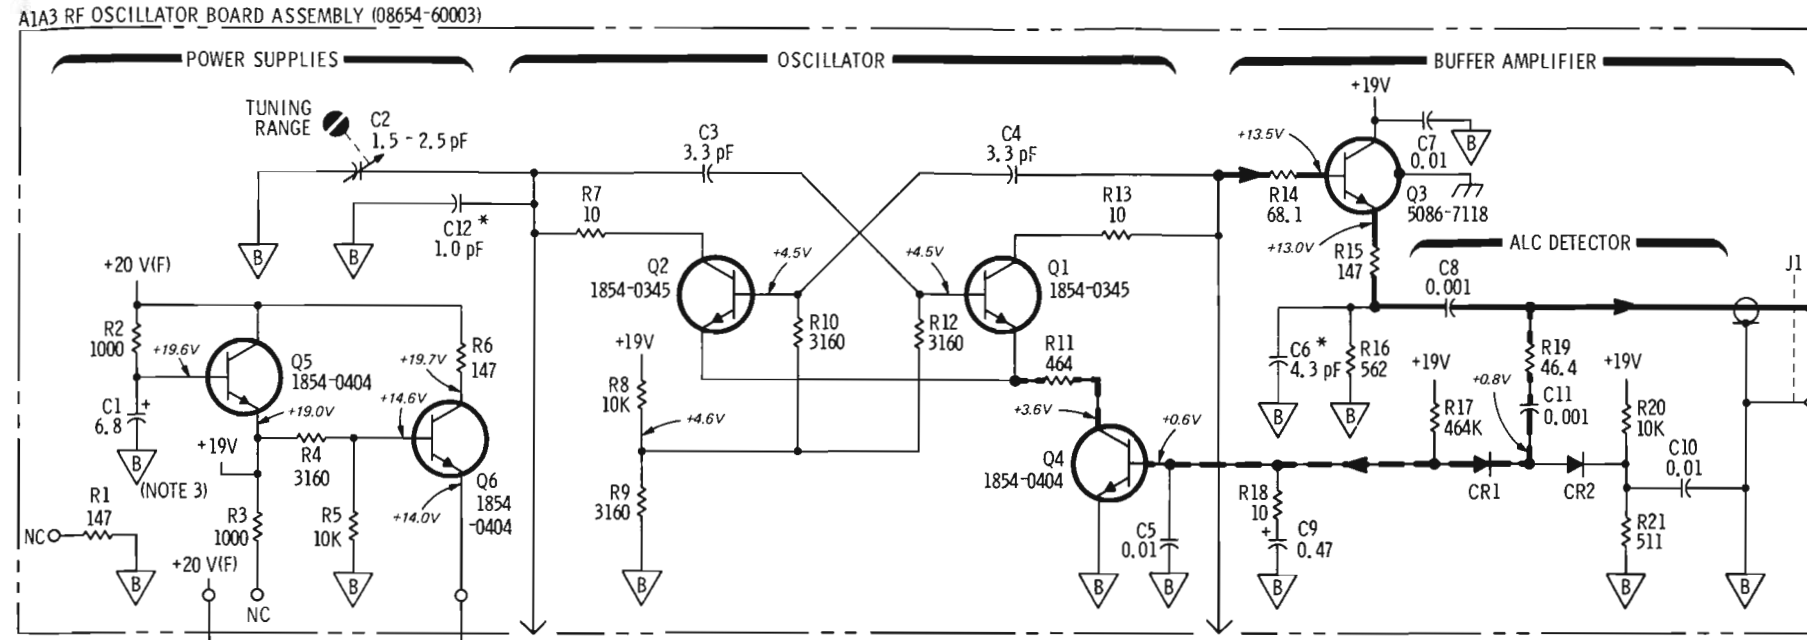 A1A3 RF OSCILLATOR BOARD ASSEMBLY (08654-60003)
POWER SUPPLIES
OSCILLATOR
BUFFER AMPLIFIER
TUNING
RANGE
C2
1.5 - 2.5 pF
C12 *
1.0 pF
B
B
+20 V(F)
R2
1000
+19.6V
C1 +
6.8
B
(NOTE 3)
Q5
1854-0404
+19.0V
+19V
R4
3160
R6
147
+19.7V
+14.6V
Q6
1854
-0404
+14.0V
R1
147
NC
B
R3
1000
R5
10K
B
+20 V(F)
NC
C3
3.3 pF
C4
3.3 pF
R7
10
R13
10
Q2
1854-0345
+4.5V
+4.5V
Q1
1854-0345
R10
3160
R12
3160
+19V
R8
10K
+4.6V
R9
3160
B
R11
464
+3.6V
+0.6V
Q4
1854-0404
B
C5
0.01
B
+19V
+13.5V
C7
0.01
B
R14
68.1
Q3
5086-7118
+13.0V
R15
147
ALC DETECTOR
C8
0.001
J1
C6 *
4.3 pF
R16
562
B
B
+19V
R17
464K
+0.8V
R19
46.4
C11
0.001
+19V
R20
10K
C10
0.01
CR1
CR2
R18
10
+
C9
0.47
B
R21
511
B
B